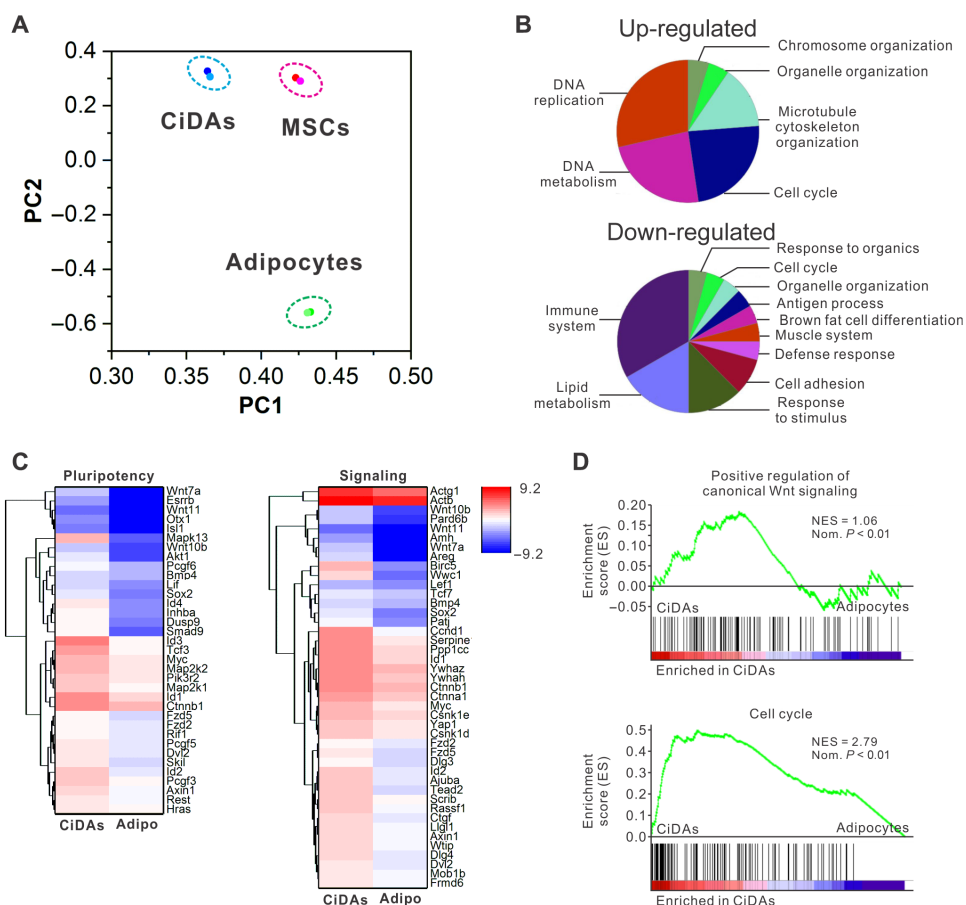 A
0.4
0.2
0.0
−0.2
−0.4
−0.6
PC2
CiDAs
MSCs
Adipocytes
0.30
0.35
0.40
0.45
0.50
PC1
B
Up-regulated
Chromosome organization
Organelle organization
Microtubule
cytoskeleton
organization
Cell cycle
DNA
replication
DNA
metabolism
Down-regulated
Response to organics
Cell cycle
Organelle organization
Antigen process
Brown fat cell differentiation
Muscle system
Defense response
Cell adhesion
Response
to stimulus
Immune
system
Lipid
metabolism
C
Pluripotency
Wnt7a
Esrrb
Wnt11
Otx1
Isl1
Mapk13
Wnt10b
Akt1
Pcgf6
Bmp4
Lif
Sox2
Id4
Inhba
Dusp9
Smad9
Id3
Tcf3
Myc
Map2k2
Pik3r2
Map2k1
Id1
Ctnnb1
Fzd5
Fzd2
Rif1
Pcgf5
Dvl2
Skil
Id2
Pcgf3
Axin1
Rest
Hras
CiDAs
Adipo
Signaling
Actg1
Actb
Wnt10b
Pard6b
Wnt11
Amh
Wnt7a
Areg
Birc5
Wwc1
Lef1
Tcf7
Bmp4
Sox2
Patj
Ccnd1
Serpine
Ppp1cc
Id1
Ywhaz
Ywhah
Ctnnb1
Ctnna1
Myc
Csnk1e
Yap1
Csnk1d
Fzd2
Fzd5
Dlg3
Id2
Ajuba
Tead2
Scrib
Rassf1
Ctgf
Llgl1
Axin1
Wtip
Dlg4
Dvl2
Mob1b
Frmd6
CiDAs
Adipo
9.2
−9.2
D
Positive regulation of
canonical Wnt signaling
NES = 1.06
Nom. P < 0.01
Enrichment
score (ES)
0.20
0.15
0.10
0.05
0.00
−0.05
CiDAs
Adipocytes
Enriched in CiDAs
Cell cycle
NES = 2.79
Nom. P < 0.01
Enrichment
score (ES)
0.5
0.4
0.3
0.2
0.1
0
CiDAs
Adipocytes
Enriched in CiDAs